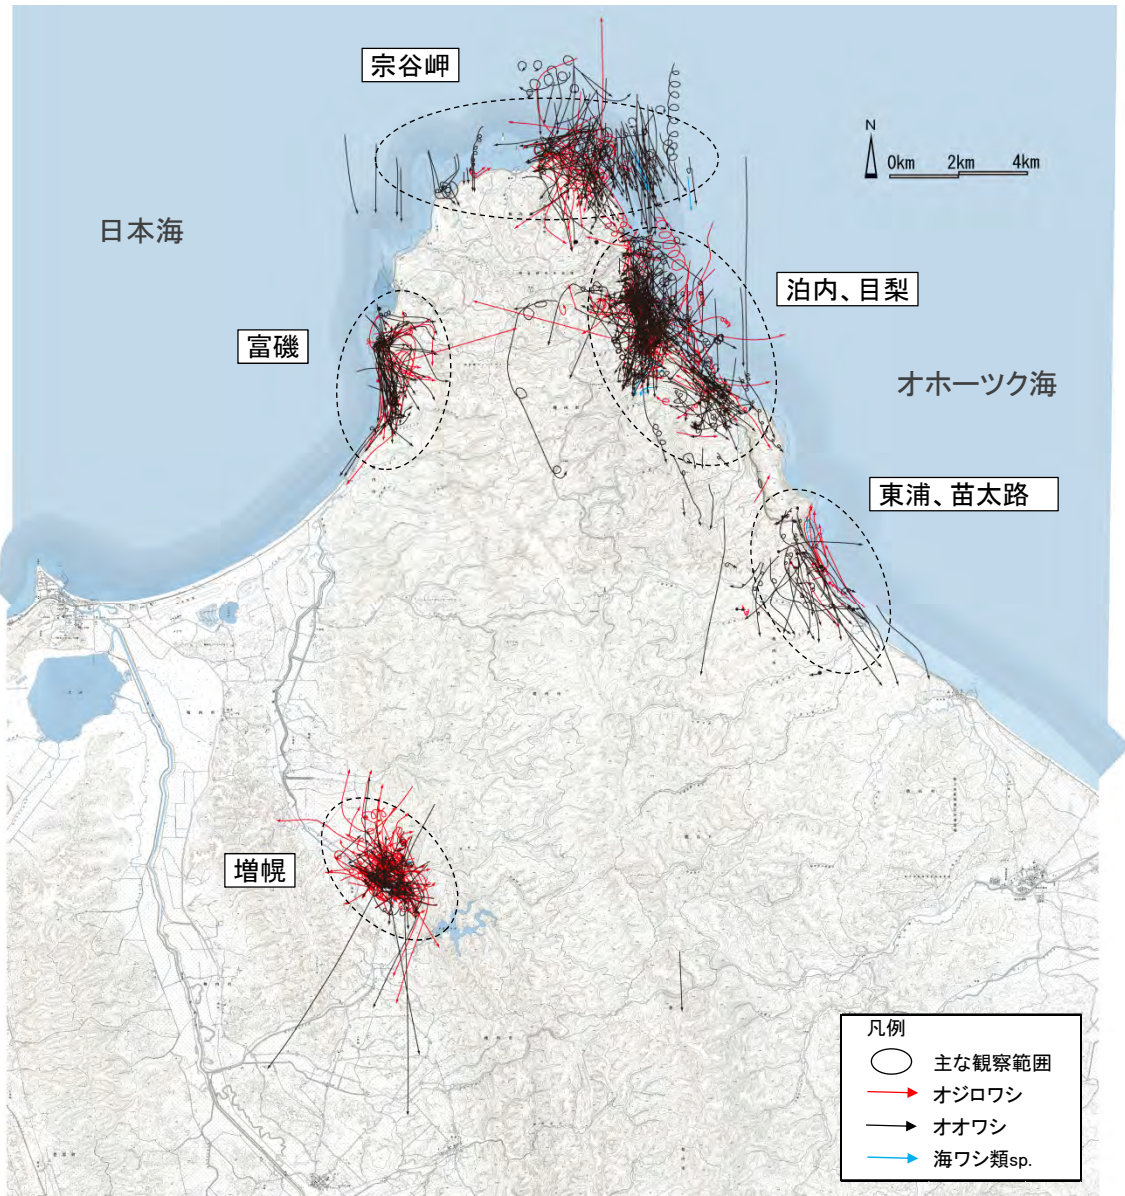 宗谷岬
N
0km 2km 4km
日本海
泊内、目梨
富磯
オホーツク海
東浦、苗太路
増幌
凡例
主な観察範囲
オジロワシ
オオワシ
海ワシ類sp.